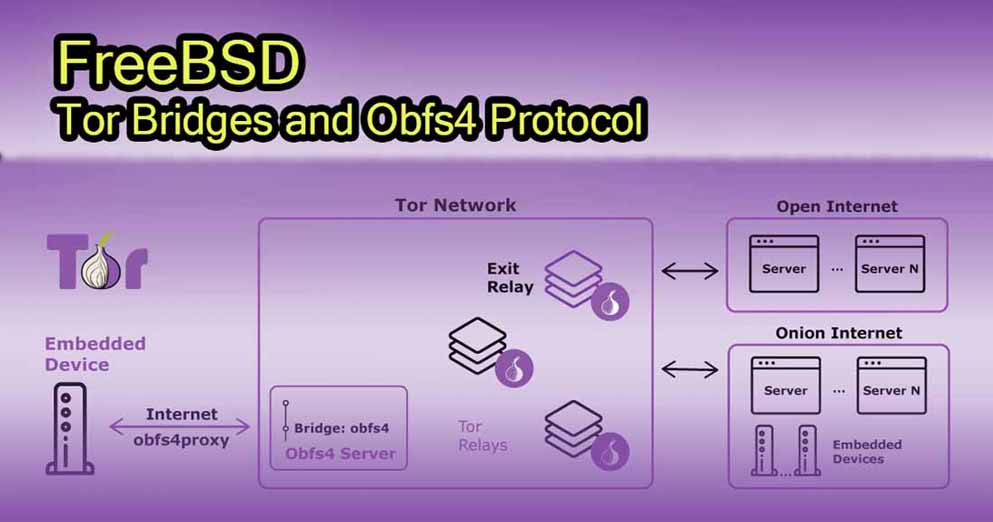 FreeBSD
Tor Bridges and Obfs4 Protocol
Tor Network
Open Internet
Tor
Exit
Relay
Server
...
Server N
Embedded
Device
Onion Internet
Internet
obfs4proxy
Bridge: obfs4
Obfs4 Server
Tor
Relays
Server
...
Server N
Embedded
Devices
...